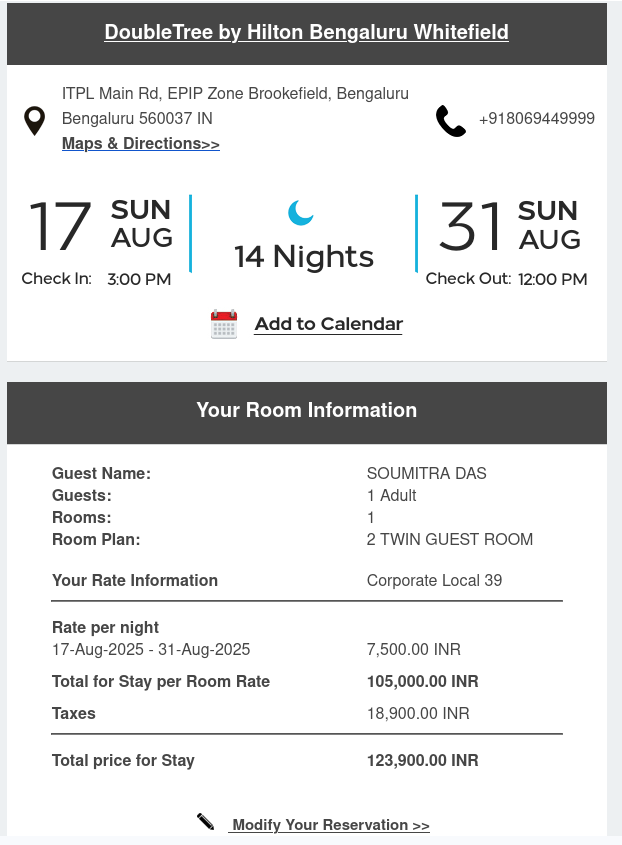 DoubleTree by Hilton Bengaluru Whitefield
ITPL Main Rd, EPIP Zone Brookefield, Bengaluru
Bengaluru 560037 IN
Maps & Directions>>
+918069449999
17 SUN AUG
Check In: 3:00 PM
14 Nights
31 SUN AUG
Check Out: 12:00 PM
Add to Calendar
Your Room Information
Guest Name: SOUMITRA DAS
Guests: 1 Adult
Rooms: 1
Room Plan: 2 TWIN GUEST ROOM
Your Rate Information Corporate Local 39
Rate per night
17-Aug-2025 - 31-Aug-2025 7,500.00 INR
Total for Stay per Room Rate 105,000.00 INR
Taxes 18,900.00 INR
Total price for Stay 123,900.00 INR
Modify Your Reservation >>